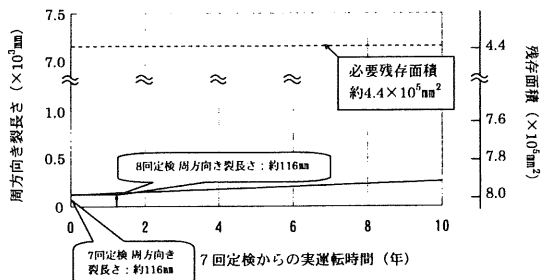 7.5
7.0
1.0
0.5
0
周方向き裂長さ（×10³㎜）
4.4
7.6
7.8
8.0
残存面積（×10⁵㎜²）
必要残存面積
約4.4×10⁵㎜²
8回定検 周方向き裂長さ：約116㎜
0 2 4 6 8 10
7回定検 周方向き
裂長さ：約116㎜
7回定検からの実運転時間（年）